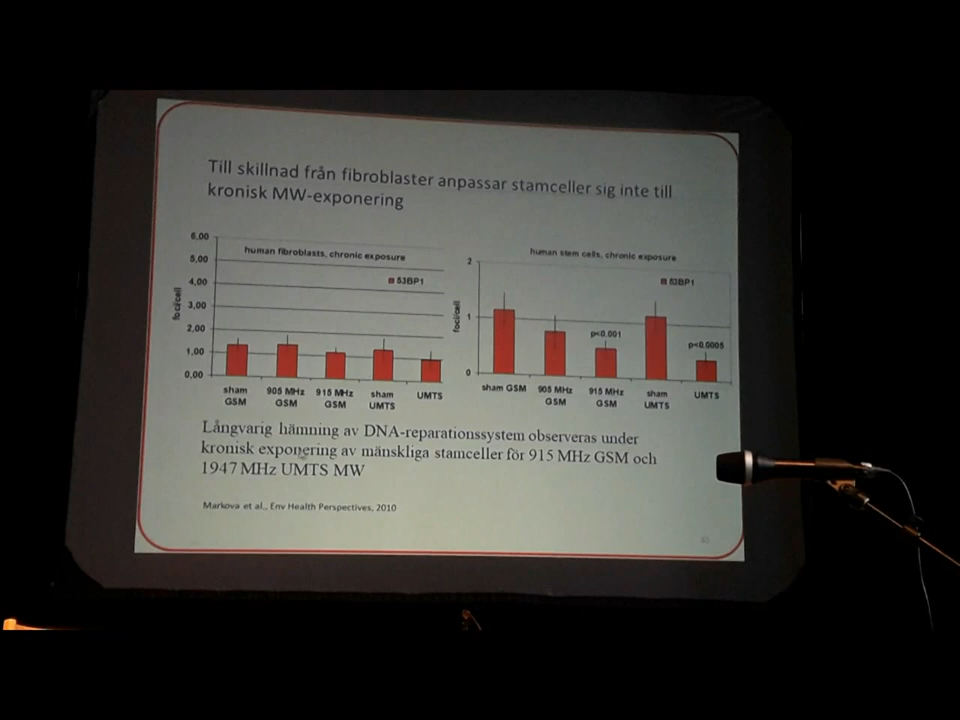 Till skillnad från fibroblaster anpassar stamceller sig inte till
kronisk MW-exponering
human fibroblasts, chronic exposure
53BP1
foci/cell
6,00
5,00
4,00
3,00
2,00
1,00
0,00
sham GSM
905 MHz GSM
915 MHz GSM
sham UMTS
UMTS
human stem cells, chronic exposure
53BP1
foci/cell
2
1
0
p<0.001
p<0.0005
sham GSM
905 MHz GSM
915 MHz GSM
sham UMTS
UMTS
Långvarig hämning av DNA-reparationssystem observeras under
kronisk exponering av mänskliga stamceller för 915 MHz GSM och
1947 MHz UMTS MW
Markova et al., Env Health Perspectives, 2010